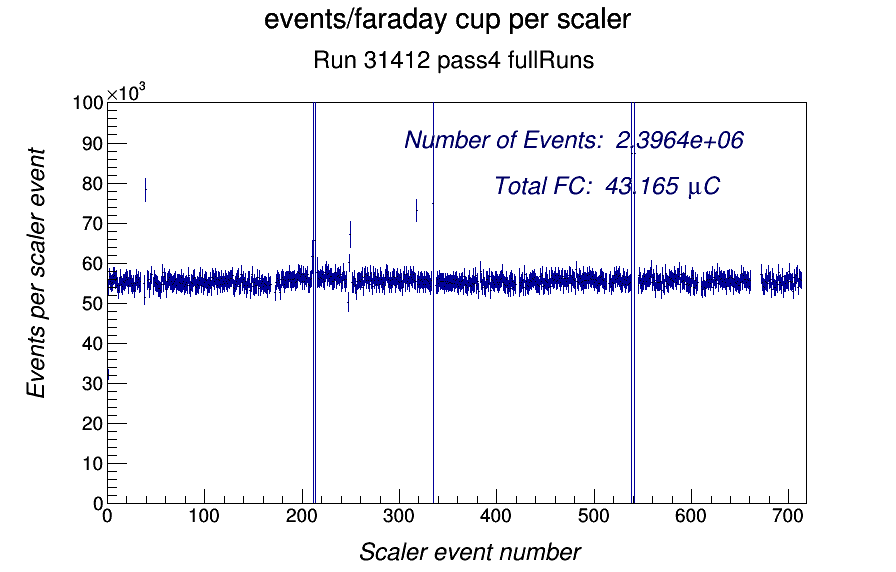 events/faraday cup per scaler
Run 31412 pass4 fullRuns
×10³
100
90
80
70
60
50
40
30
20
10
0
Events per scaler event
Number of Events: 2.3964e+06
Total FC: 43.165 μC
0 100 200 300 400 500 600 700
Scaler event number